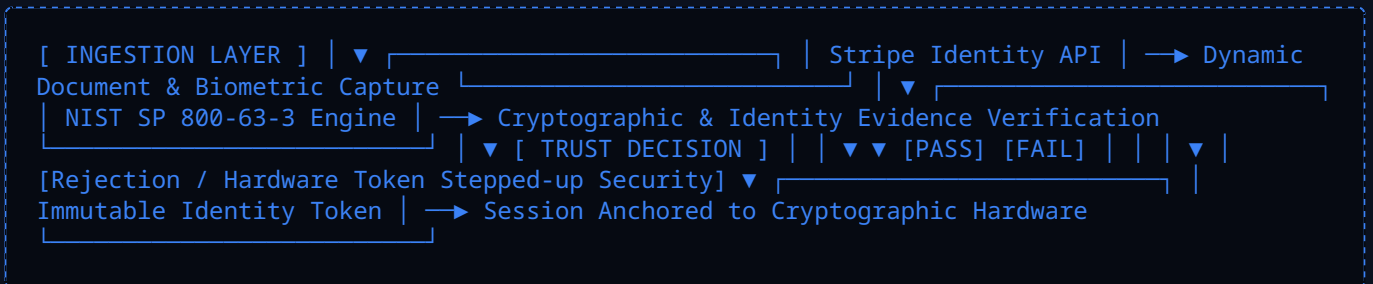 [ INGESTION LAYER ] │ ▼ ┌────────────────────────────┐ │ Stripe Identity API │ ──▶ Dynamic
Document & Biometric Capture └────────────────────────────┘ │ ▼ ┌────────────────────────────┐
│ NIST SP 800-63-3 Engine │ ──▶ Cryptographic & Identity Evidence Verification
└────────────────────────────┘ │ ▼ [ TRUST DECISION ] │ │ ▼ ▼ [PASS] [FAIL] │ │ │ ▼ │
[Rejection / Hardware Token Stepped-up Security] ▼ ┌────────────────────────────┐ │
Immutable Identity Token │ ──▶ Session Anchored to Cryptographic Hardware
└────────────────────────────┘